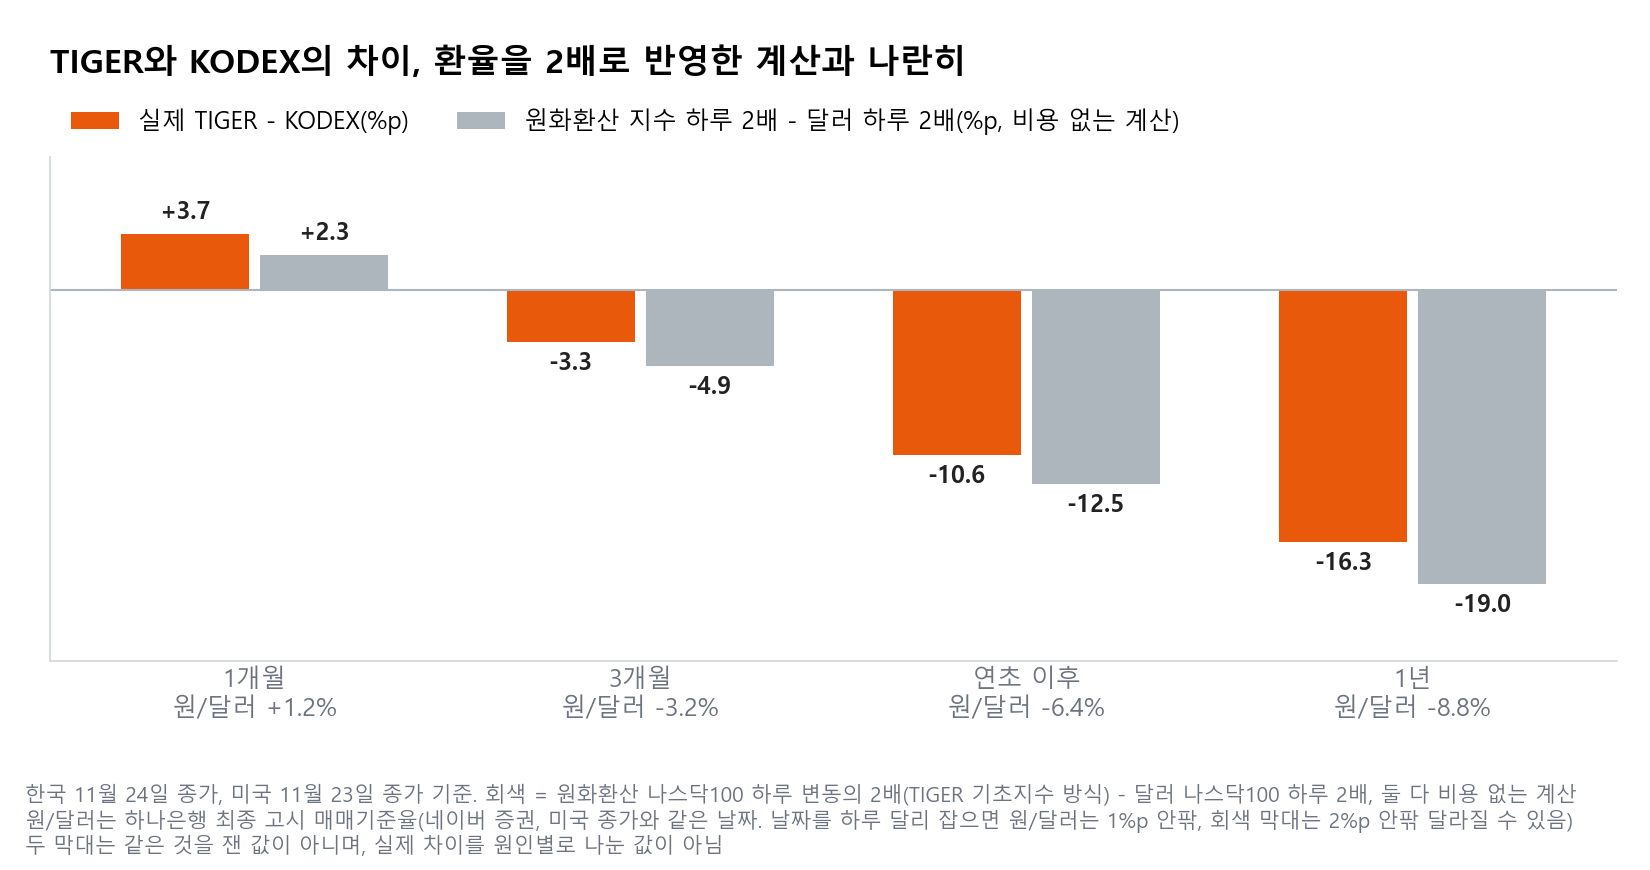 TIGER와 KODEX의 차이, 환율을 2배로 반영한 계산과 나란히
실제 TIGER - KODEX(%p)
원화환산 지수 하루 2배 - 달러 하루 2배(%p, 비용 없는 계산)
+3.7
+2.3
-3.3
-4.9
-10.6
-12.5
-16.3
-19.0
1개월
원/달러 +1.2%
3개월
원/달러 -3.2%
연초 이후
원/달러 -6.4%
1년
원/달러 -8.8%
한국 11월 24일 종가, 미국 11월 23일 종가 기준. 회색 = 원화환산 나스닥100 하루 변동의 2배(TIGER 기초지수 방식) - 달러 나스닥100 하루 2배, 둘 다 비용 없는 계산
원/달러는 하나은행 최종 고시 매매기준율(네이버 증권, 미국 종가와 같은 날짜. 날짜를 하루 달리 잡으면 원/달러는 1%p 안팎, 회색 막대는 2%p 안팎 달라질 수 있음)
두 막대는 같은 것을 잰 값이 아니며, 실제 차이를 원인별로 나눈 값이 아님